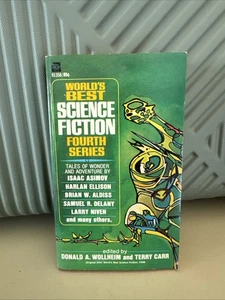 WORLD'S
BEST
SCIENCE
FICTION
FOURTH
SERIES
TALES OF WONDER
AND ADVENTURE BY
ISAAC ASIMOV
HARLAN ELLISON
BRIAN W. ALDISS
SAMUEL R. DELANY
LARRY NIVEN
and many others.
edited by
DONALD A. WOLLHEIM and TERRY CARR